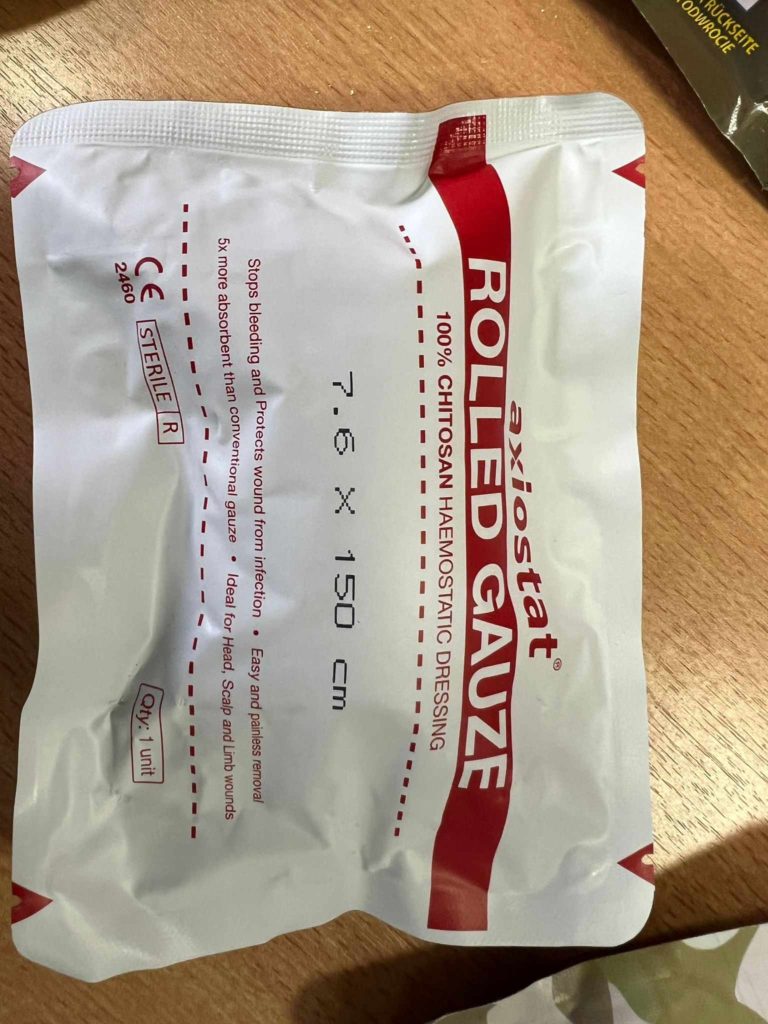 axiostat®
ROLLED GAUZE
100% CHITOSAN HAEMOSTATIC DRESSING
7.6 X 150 cm
Stops bleeding and Protects wound from infection • Easy and painless removal
5x more absorbent than conventional gauze • Ideal for Head, Scalp and Limb wounds
CE
2460
STERILE R
Qty: 1 unit
RÜCKSEITE
ODWROCIE